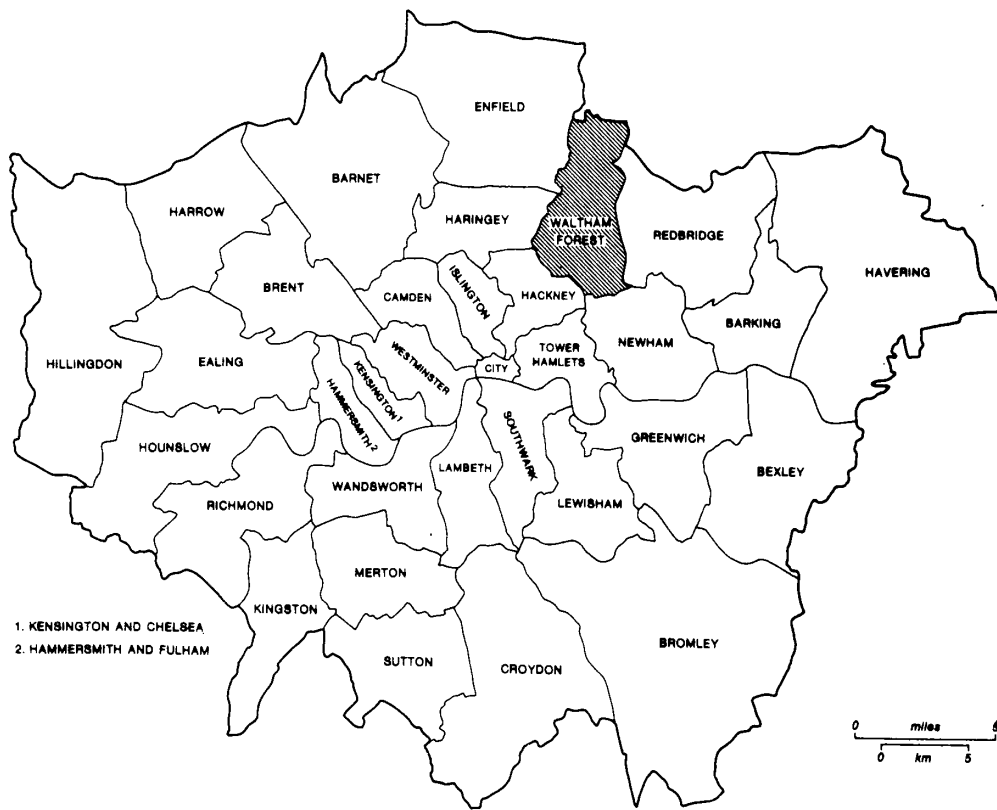 ENFIELD
BARNET
HARROW
HARINGEY
WALTHAM
FOREST
REDBRIDGE
HAVERING
BRENT
CAMDEN
ISLINGTON
HACKNEY
BARKING
HILLINGDON
EALING
WESTMINSTER
CITY
TOWER
HAMLETS
NEWHAM
KENSINGTON1
HAMMERSMITH2
HOUNSLOW
SOUTHWARK
GREENWICH
BEXLEY
RICHMOND
WANDSWORTH
LAMBETH
LEWISHAM
MERTON
KINGSTON
1. KENSINGTON AND CHELSEA
2. HAMMERSMITH AND FULHAM
SUTTON
CROYDON
BROMLEY
0 miles
0 km 5